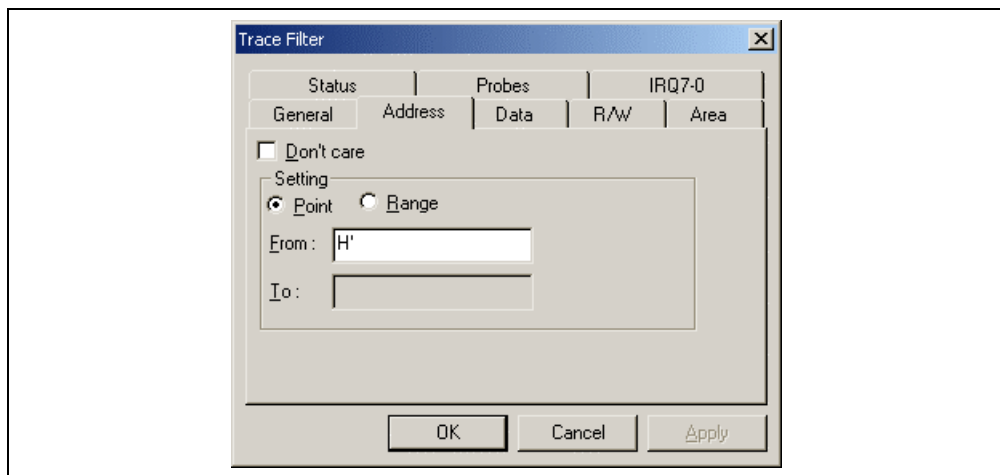 Trace Filter
Status Probes IRQ7-0
General Address Data R/W Area
Don't care
Setting
Point Range
From : H'
To :
OK Cancel Apply